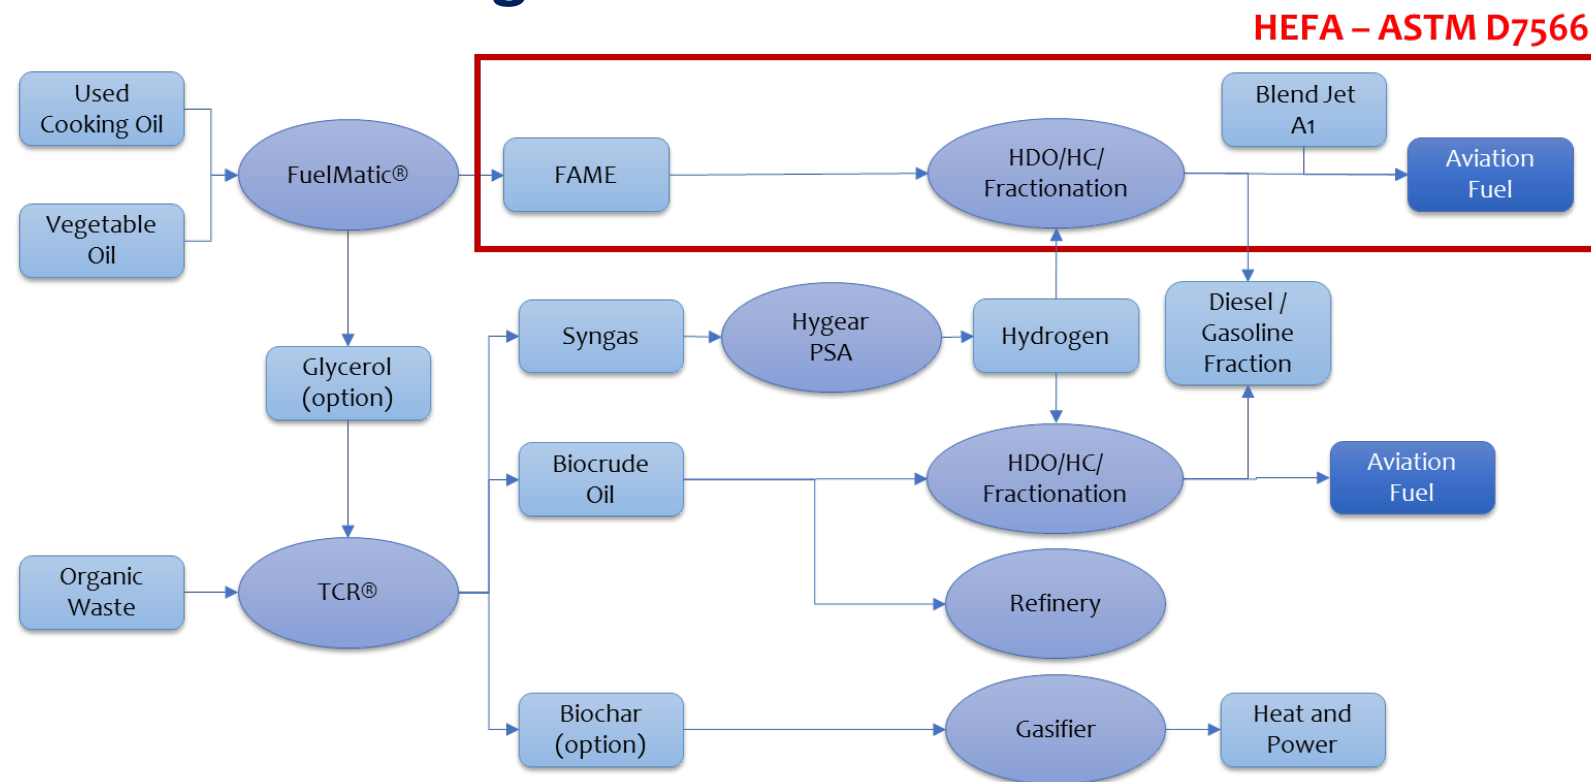 HEFA – ASTM D7566
Used
Cooking Oil
Vegetable
Oil
FuelMatic®
FAME
HDO/HC/
Fractionation
Blend Jet
A1
Aviation
Fuel
Glycerol
(option)
Syngas
Hygear
PSA
Hydrogen
Diesel /
Gasoline
Fraction
Biocrude
Oil
HDO/HC/
Fractionation
Aviation
Fuel
Organic
Waste
TCR®
Refinery
Biochar
(option)
Gasifier
Heat and
Power